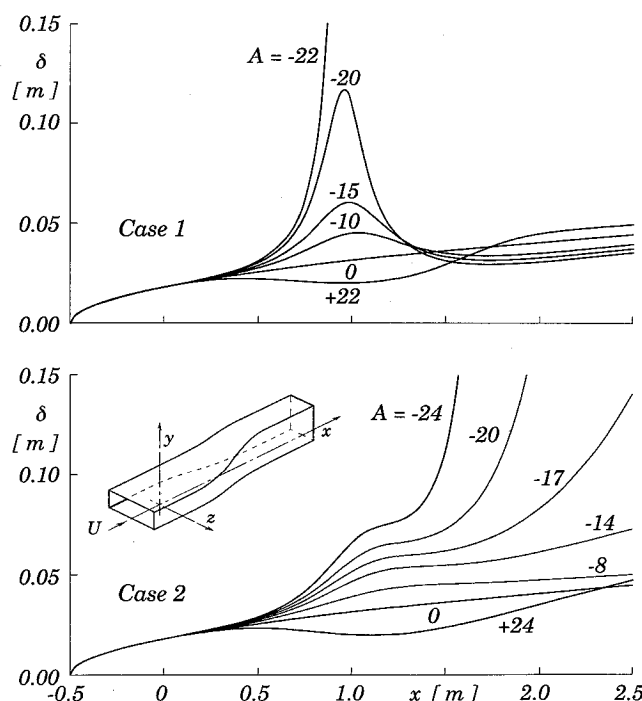 0.15
δ
[ m ]
0.10
0.05
0.00
A = -22
-20
-15
-10
0
+22
Case 1
0.15
δ
[ m ]
0.10
0.05
0.00
A = -24
-20
-17
-14
-8
0
+24
y
x
z
U
Case 2
-0.5 0 0.5 1.0 x [ m ] 2.0 2.5